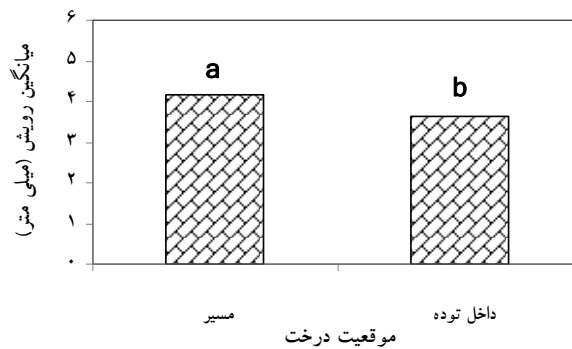 میانگین رویش (میلی متر)
۶
۵
۴
۳
۲
۱
۰
a
b
مسیر
داخل توده
موقعیت درخت